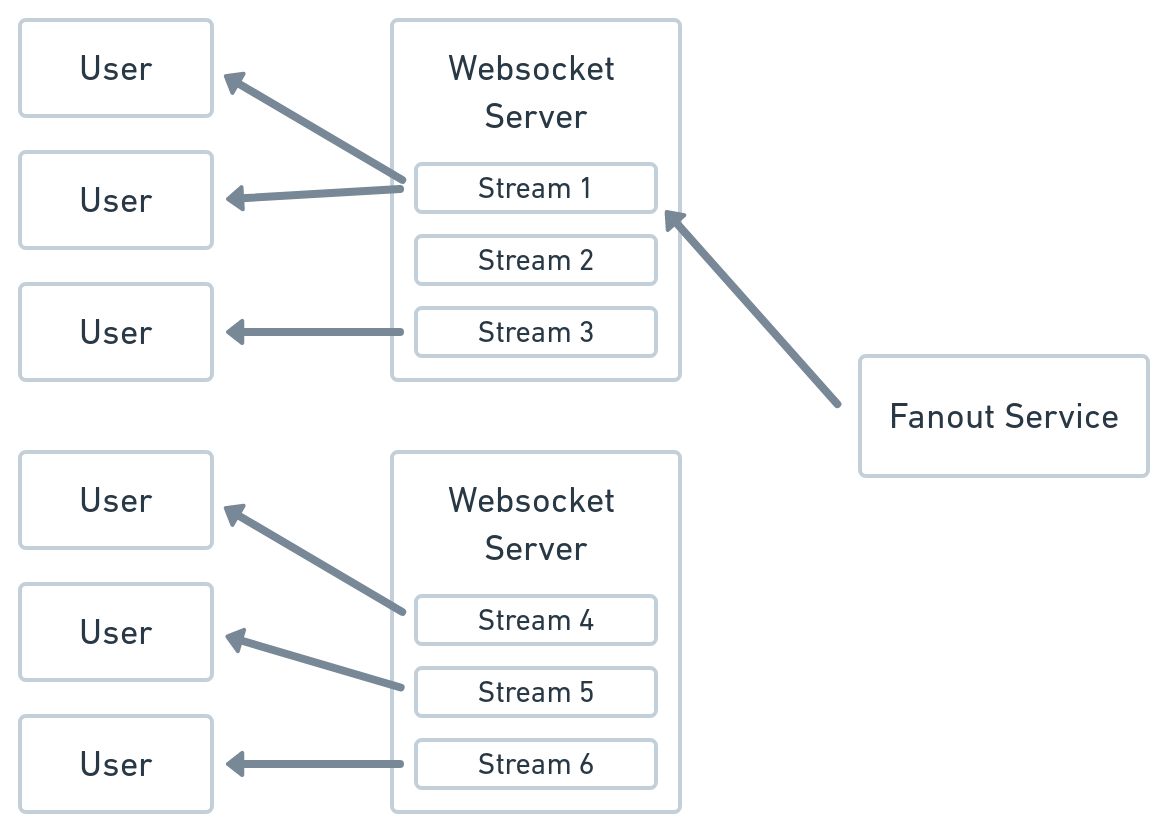 User
User
User
Websocket
Server
Stream 1
Stream 2
Stream 3
Fanout Service
User
User
User
Websocket
Server
Stream 4
Stream 5
Stream 6